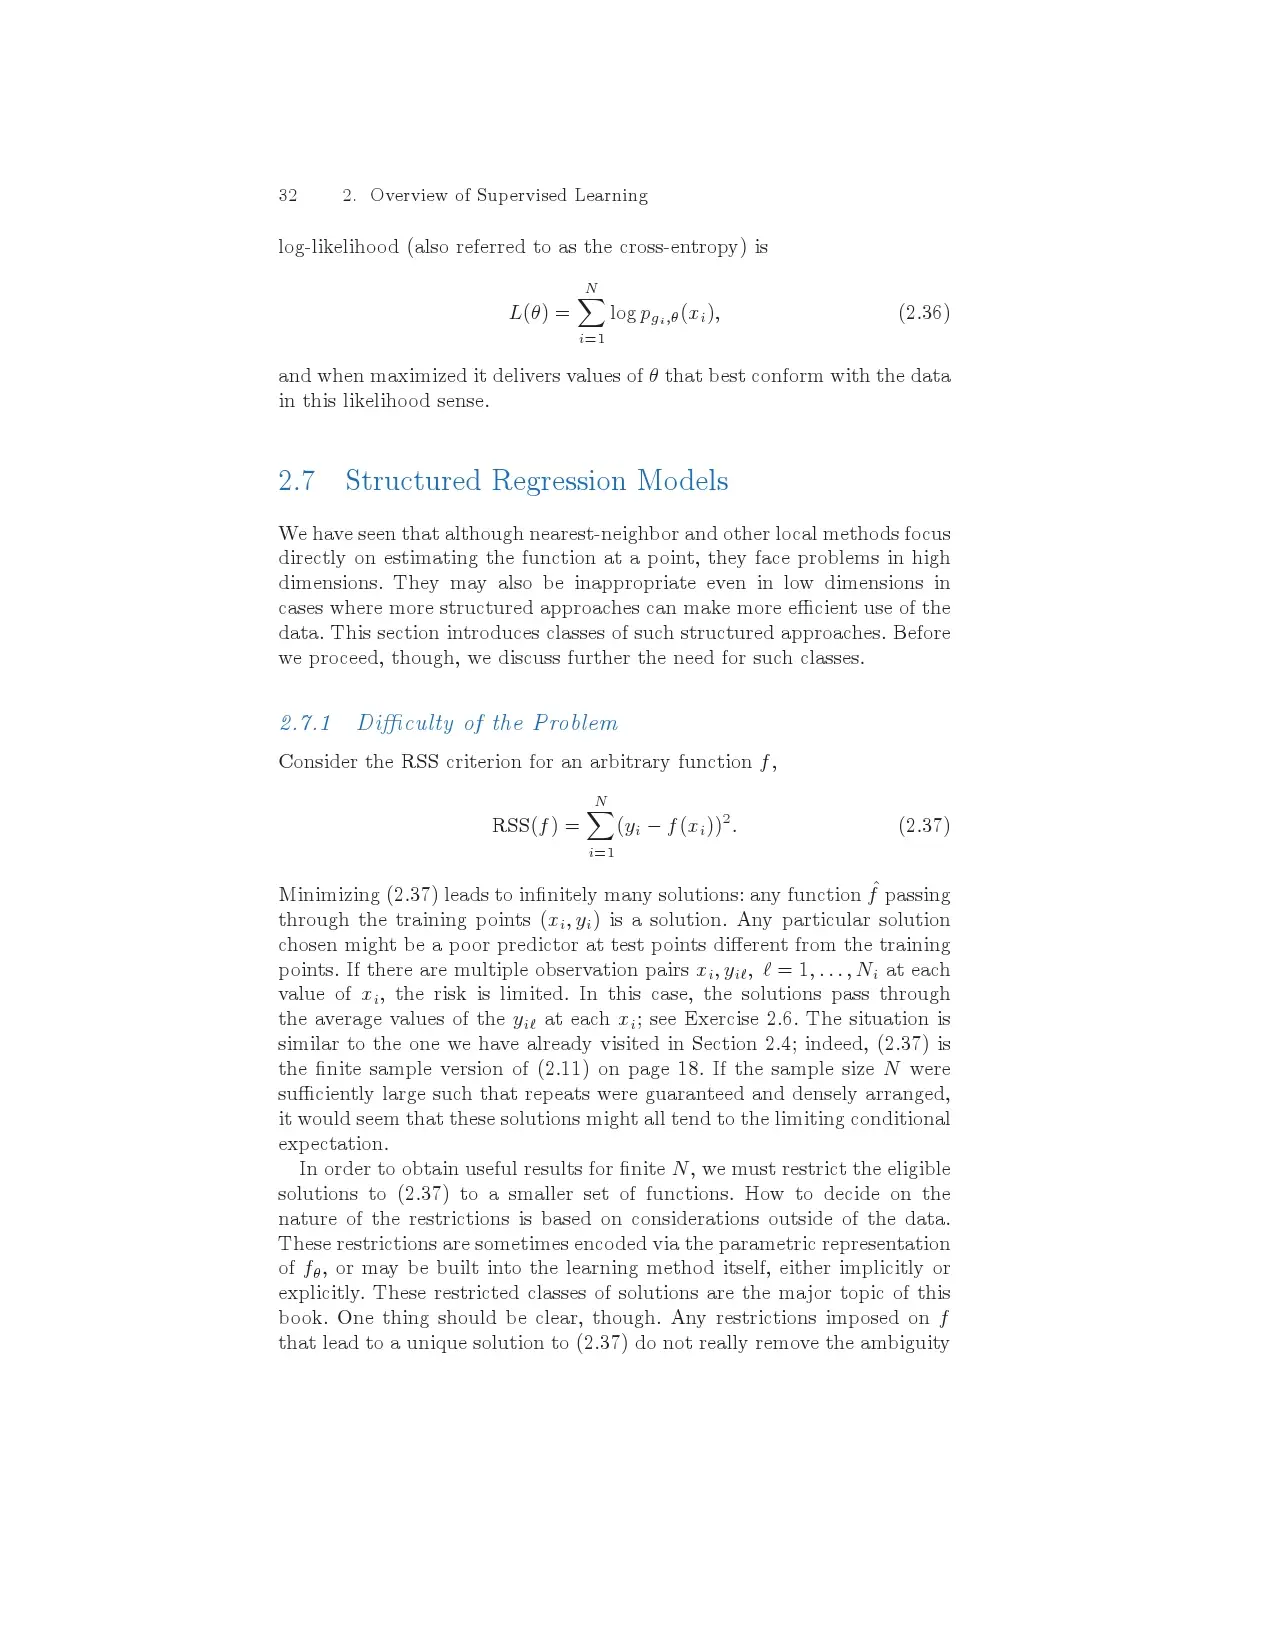 32 2. Overview of Supervised Learning
log-likelihood (also referred to as the cross-entropy) is
L(θ) = ∑_{i=1}^{N} log p_{g_i,θ}(x_i), (2.36)
and when maximized it delivers values of θ that best conform with the data
in this likelihood sense.
2.7 Structured Regression Models
We have seen that although nearest-neighbor and other local methods focus
directly on estimating the function at a point, they face problems in high
dimensions. They may also be inappropriate even in low dimensions in
cases where more structured approaches can make more efficient use of the
data. This section introduces classes of such structured approaches. Before
we proceed, though, we discuss further the need for such classes.
2.7.1 Difficulty of the Problem
Consider the RSS criterion for an arbitrary function f,
RSS(f) = ∑_{i=1}^{N} (y_i − f(x_i))². (2.37)
Minimizing (2.37) leads to infinitely many solutions: any function f̂ passing
through the training points (x_i, y_i) is a solution. Any particular solution
chosen might be a poor predictor at test points different from the training
points. If there are multiple observation pairs x_i, y_{iℓ}, ℓ = 1, . . . , N_i at each
value of x_i, the risk is limited. In this case, the solutions pass through
the average values of the y_{iℓ} at each x_i; see Exercise 2.6. The situation is
similar to the one we have already visited in Section 2.4; indeed, (2.37) is
the finite sample version of (2.11) on page 18. If the sample size N were
sufficiently large such that repeats were guaranteed and densely arranged,
it would seem that these solutions might all tend to the limiting conditional
expectation.
In order to obtain useful results for finite N, we must restrict the eligible
solutions to (2.37) to a smaller set of functions. How to decide on the
nature of the restrictions is based on considerations outside of the data.
These restrictions are sometimes encoded via the parametric representation
of f_θ, or may be built into the learning method itself, either implicitly or
explicitly. These restricted classes of solutions are the major topic of this
book. One thing should be clear, though. Any restrictions imposed on f
that lead to a unique solution to (2.37) do not really remove the ambiguity